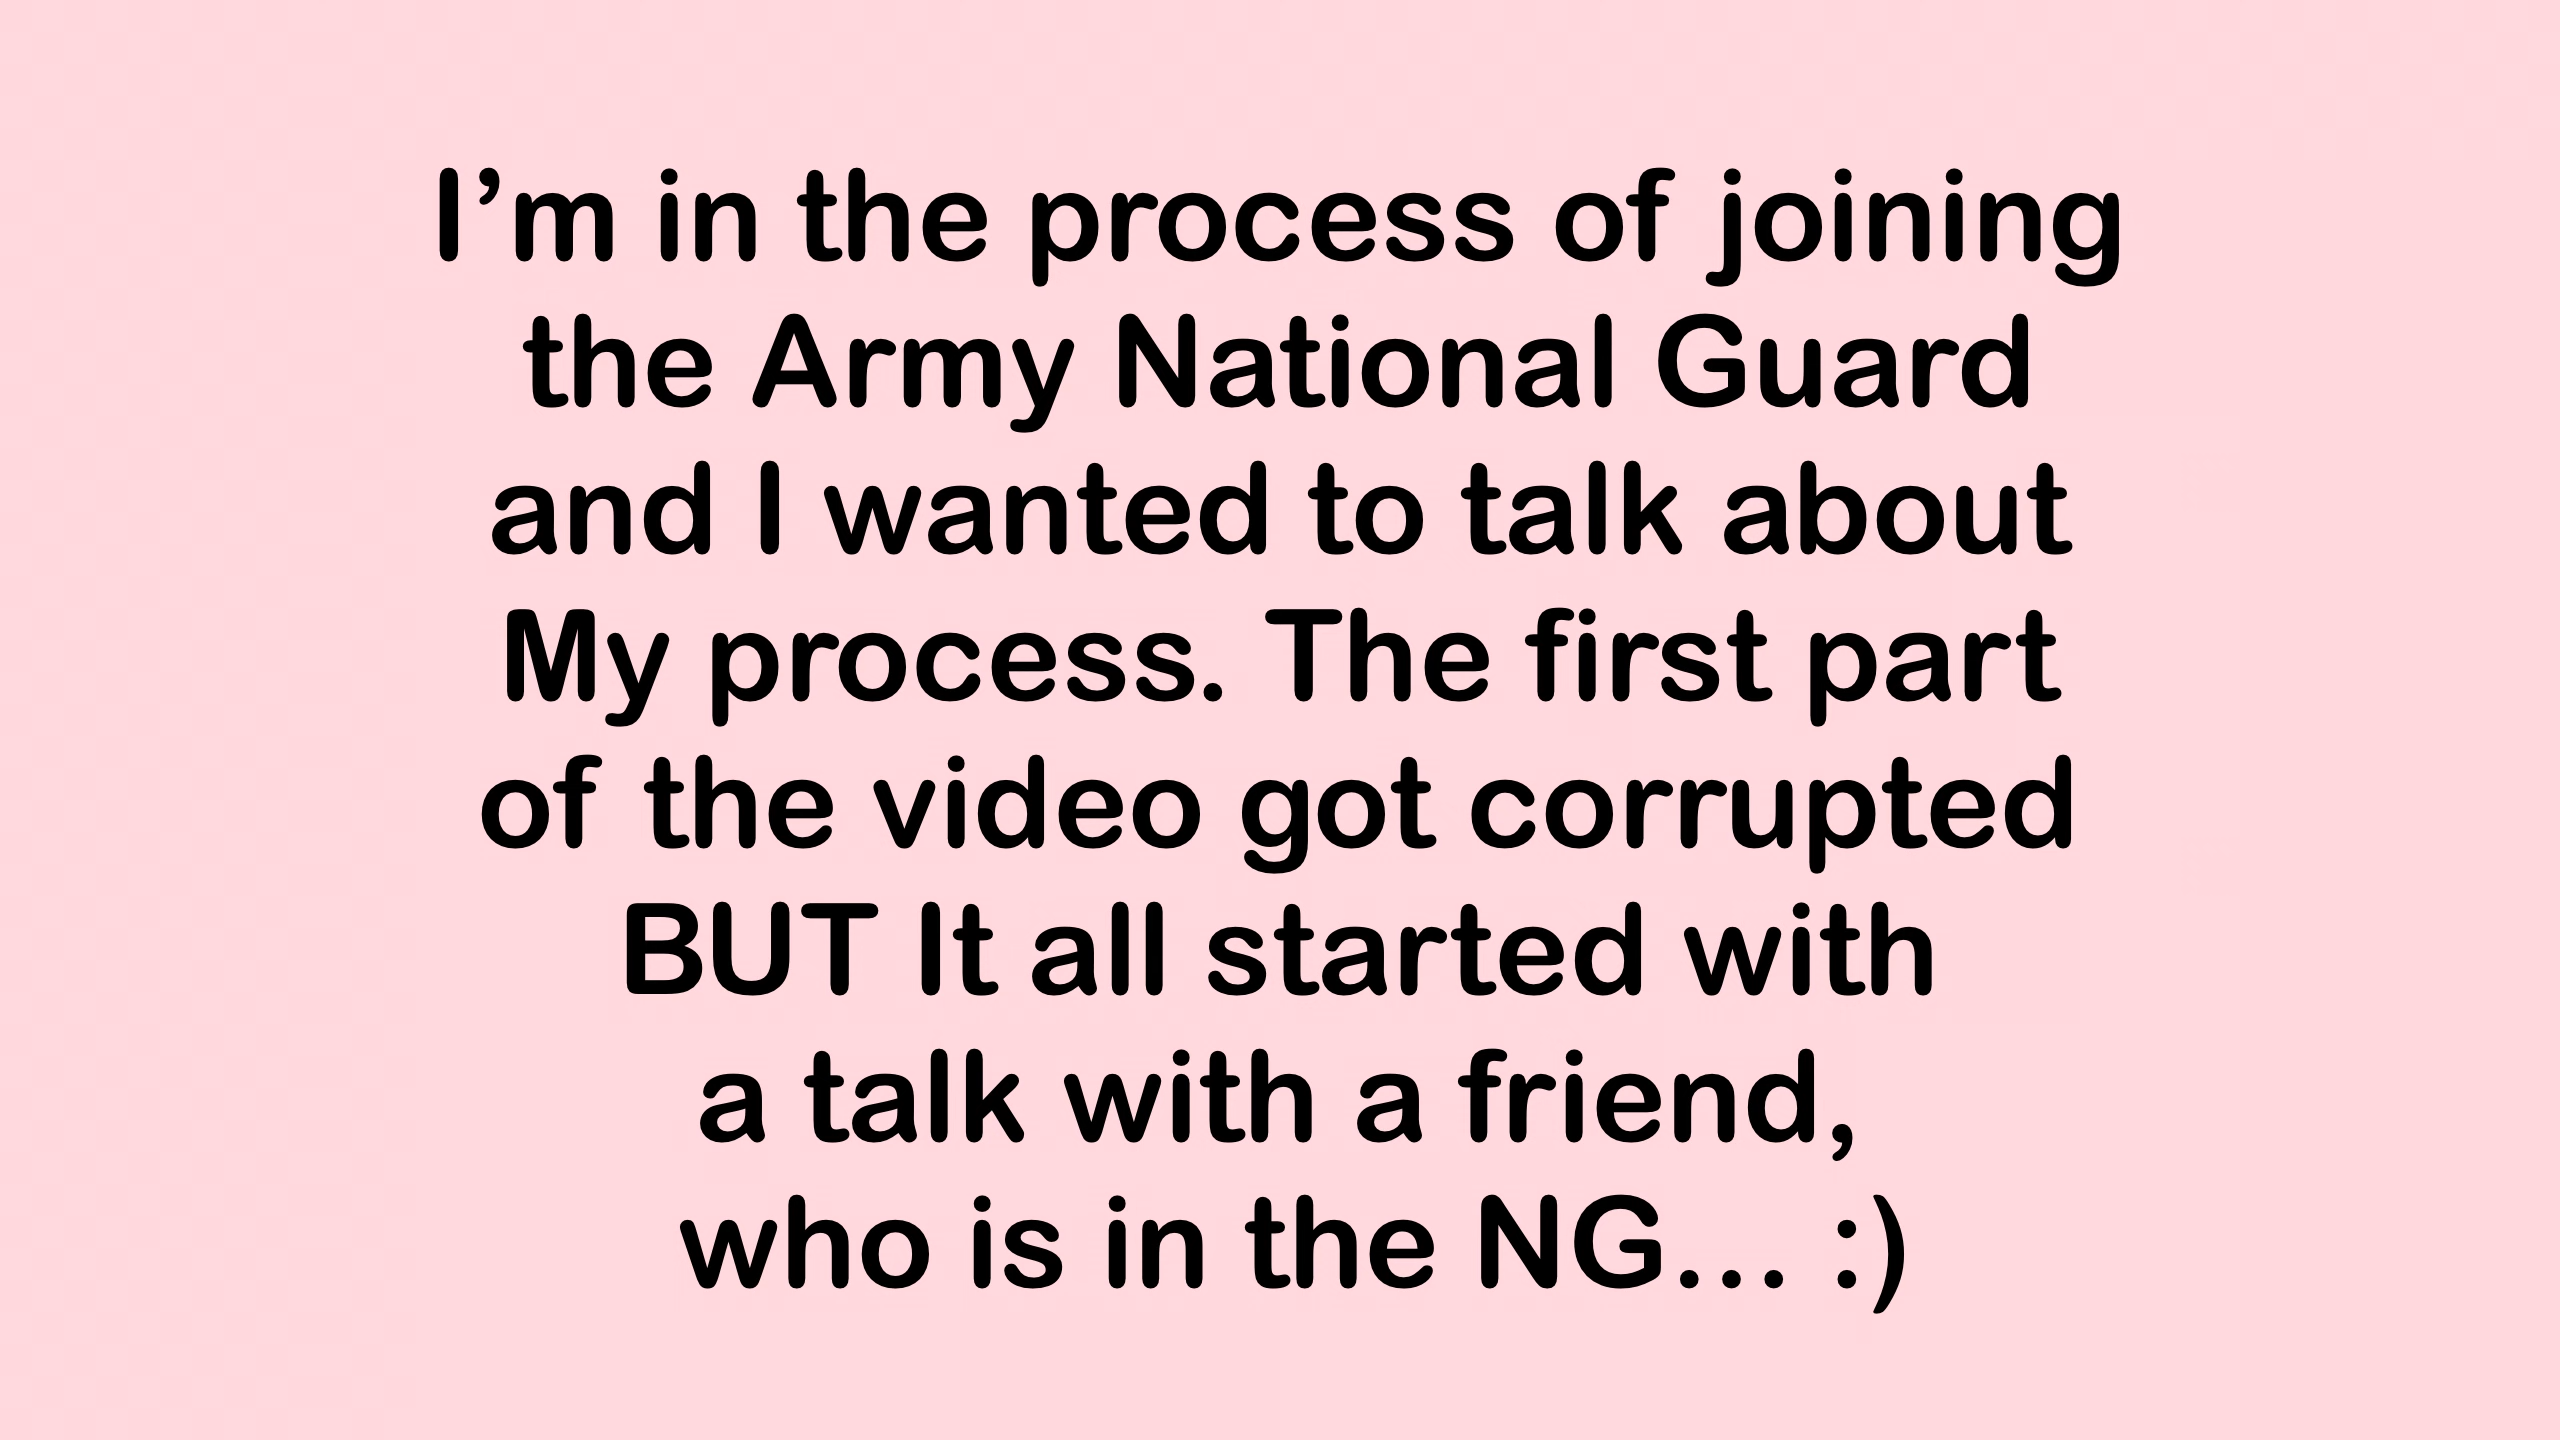 I’m in the process of joining
the Army National Guard
and I wanted to talk about
My process. The first part
of the video got corrupted
BUT It all started with
a talk with a friend,
who is in the NG... :)